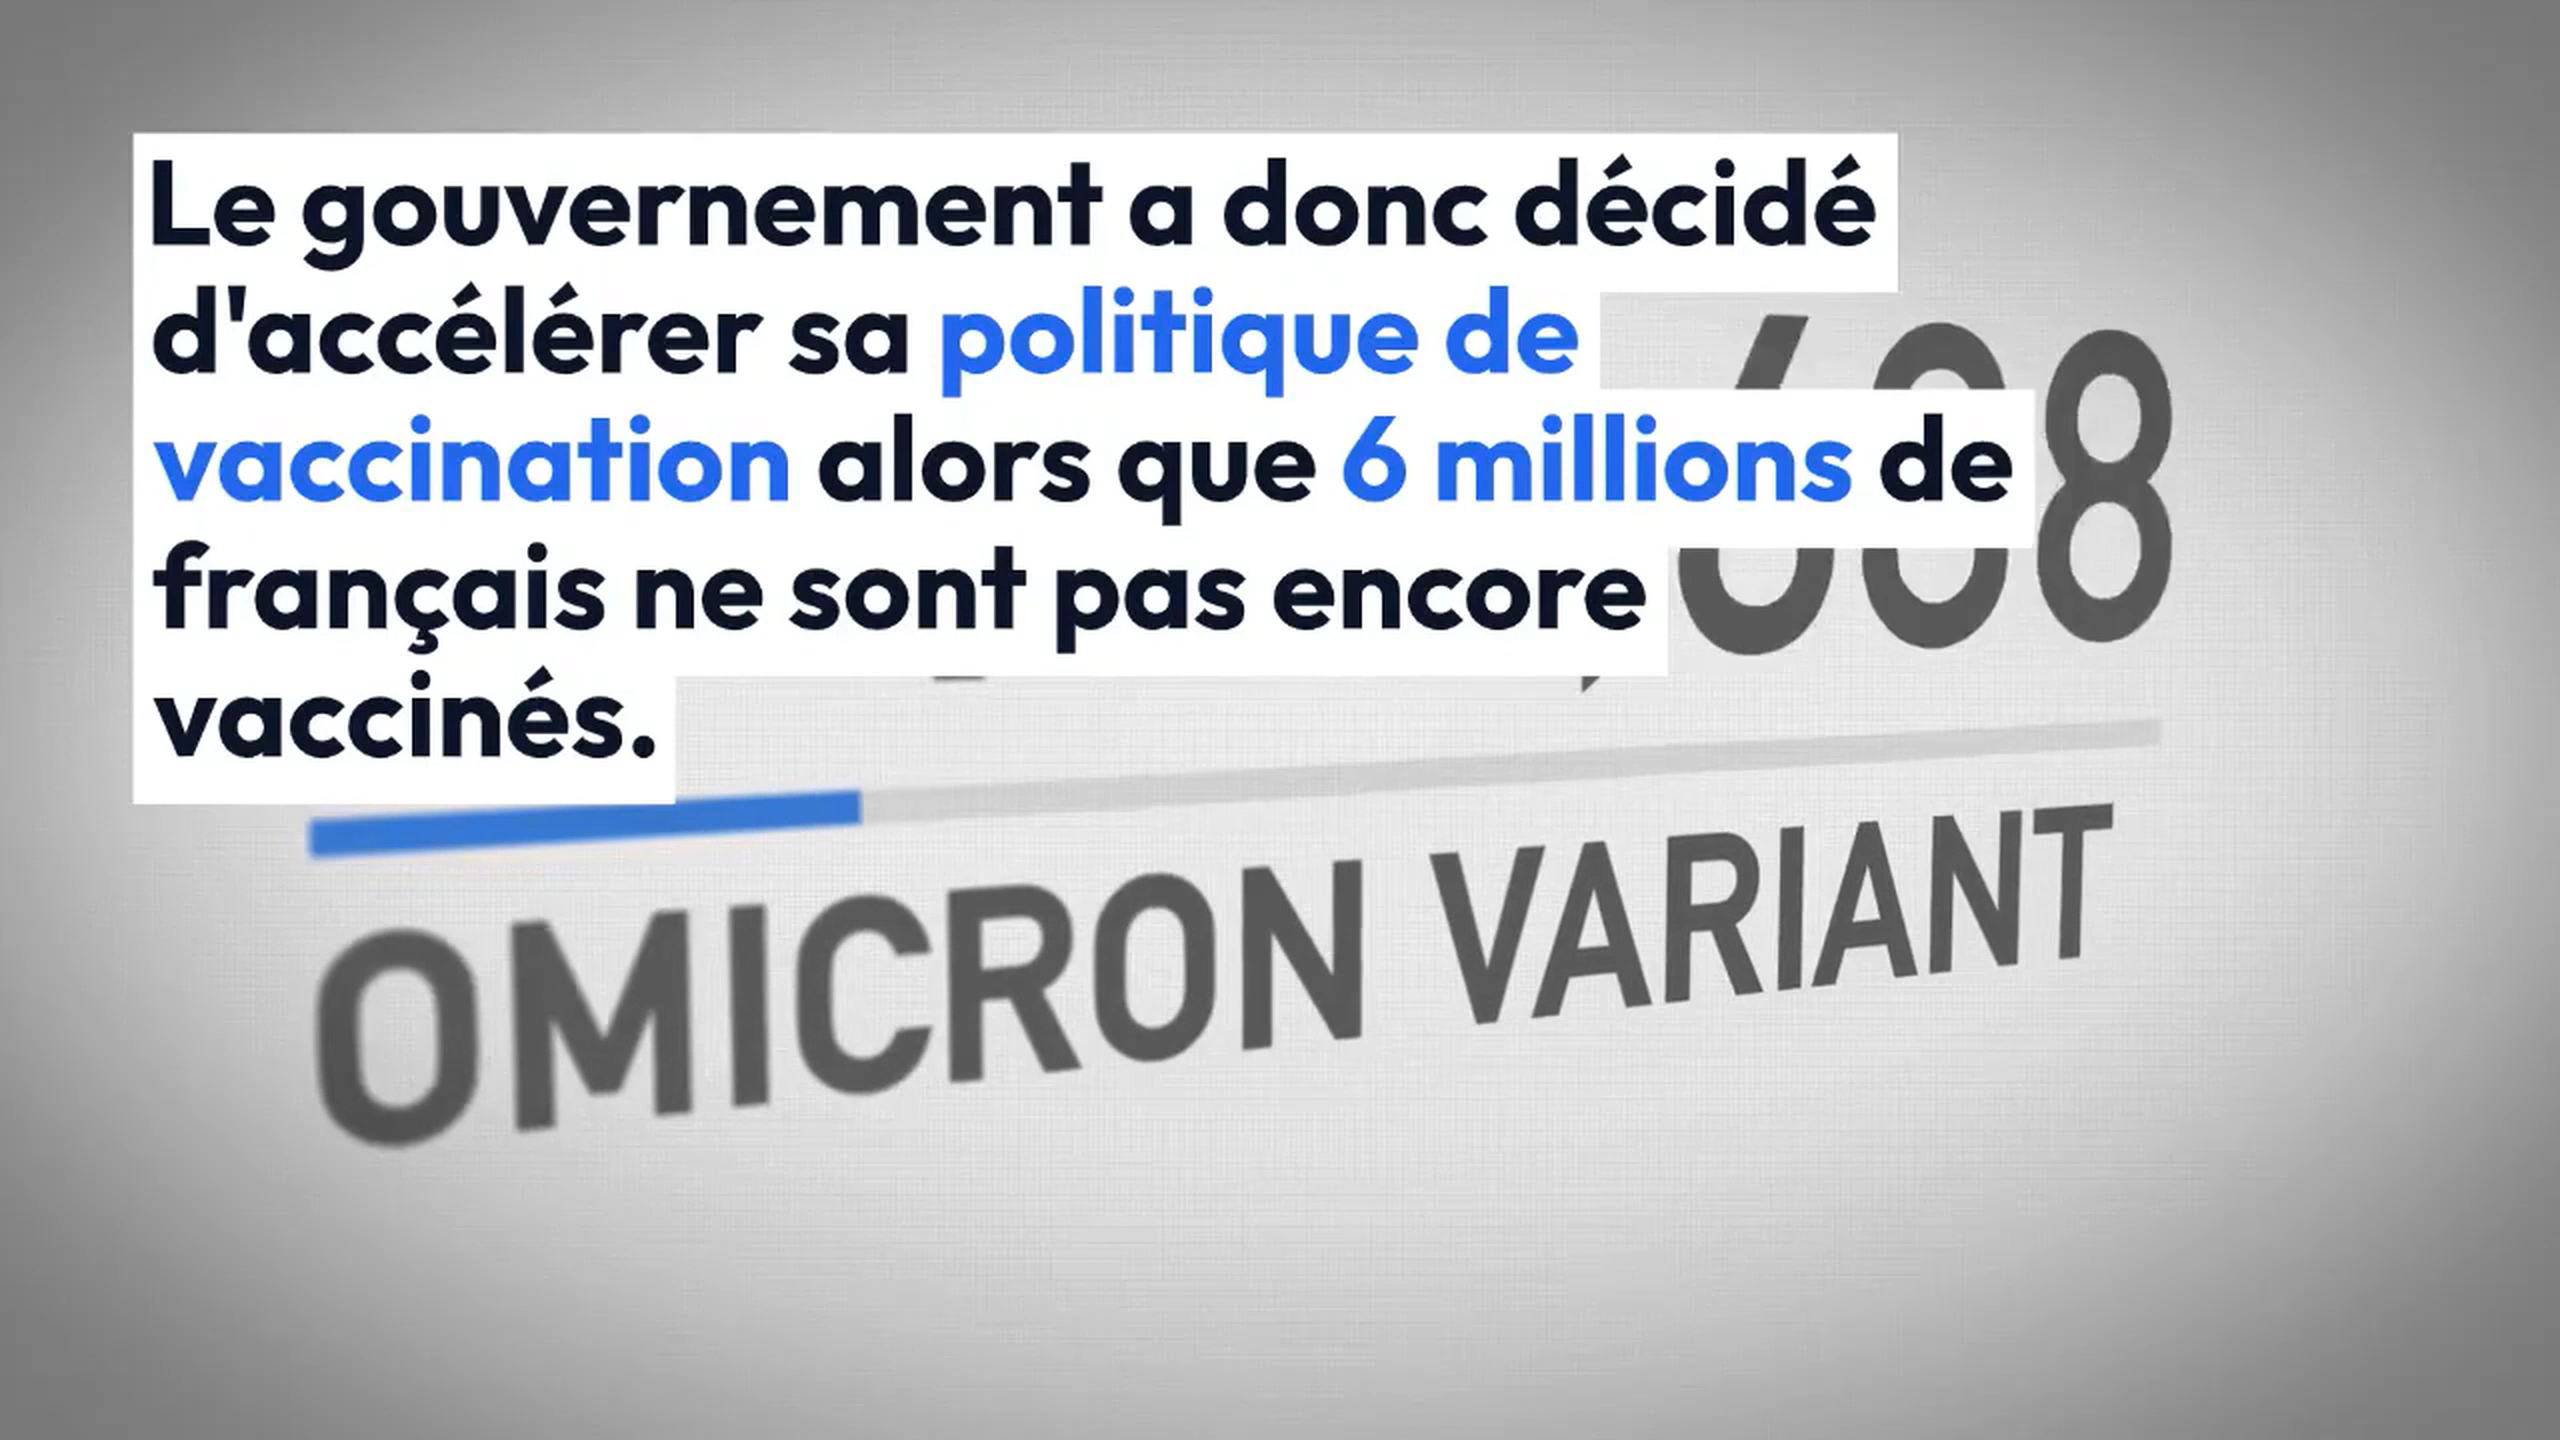 Le gouvernement a donc décidé
d'accélérer sa politique de
vaccination alors que 6 millions de
français ne sont pas encore
vaccinés.
OMICRON VARIANT